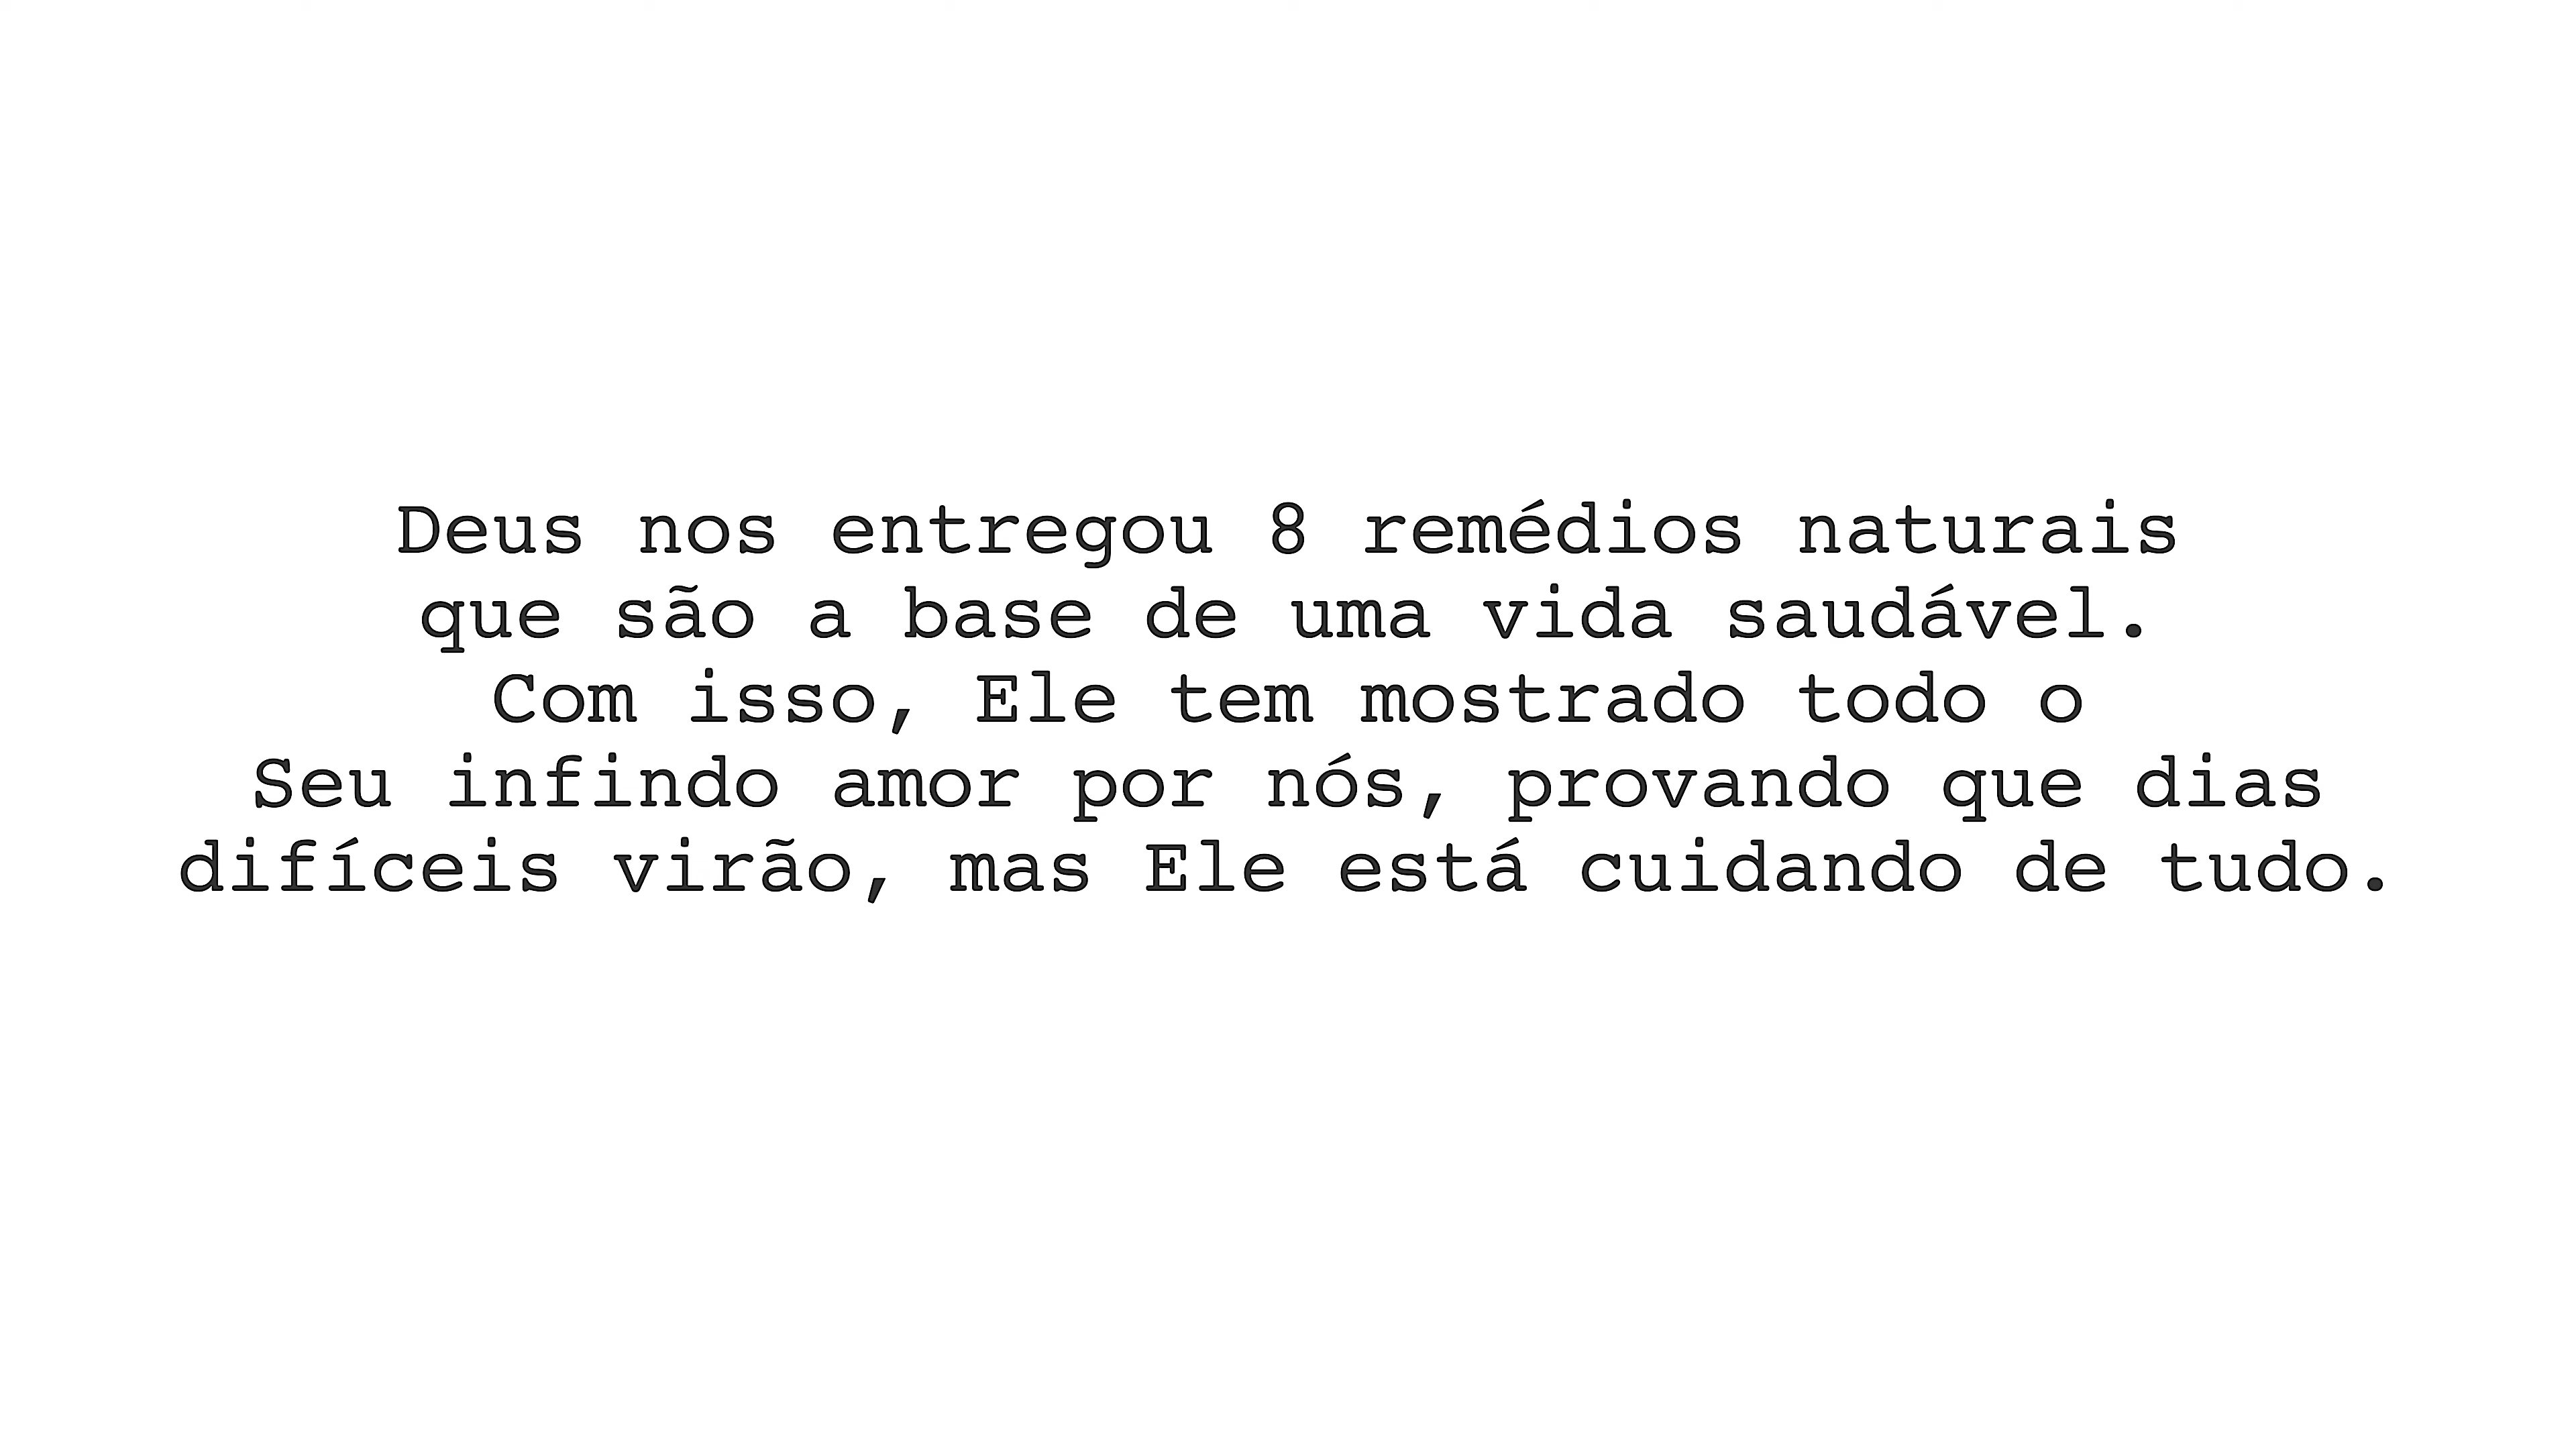 Deus nos entregou 8 remédios naturais
que são a base de uma vida saudável.
Com isso, Ele tem mostrado todo o
Seu infindo amor por nós, provando que dias
difíceis virão, mas Ele está cuidando de tudo.